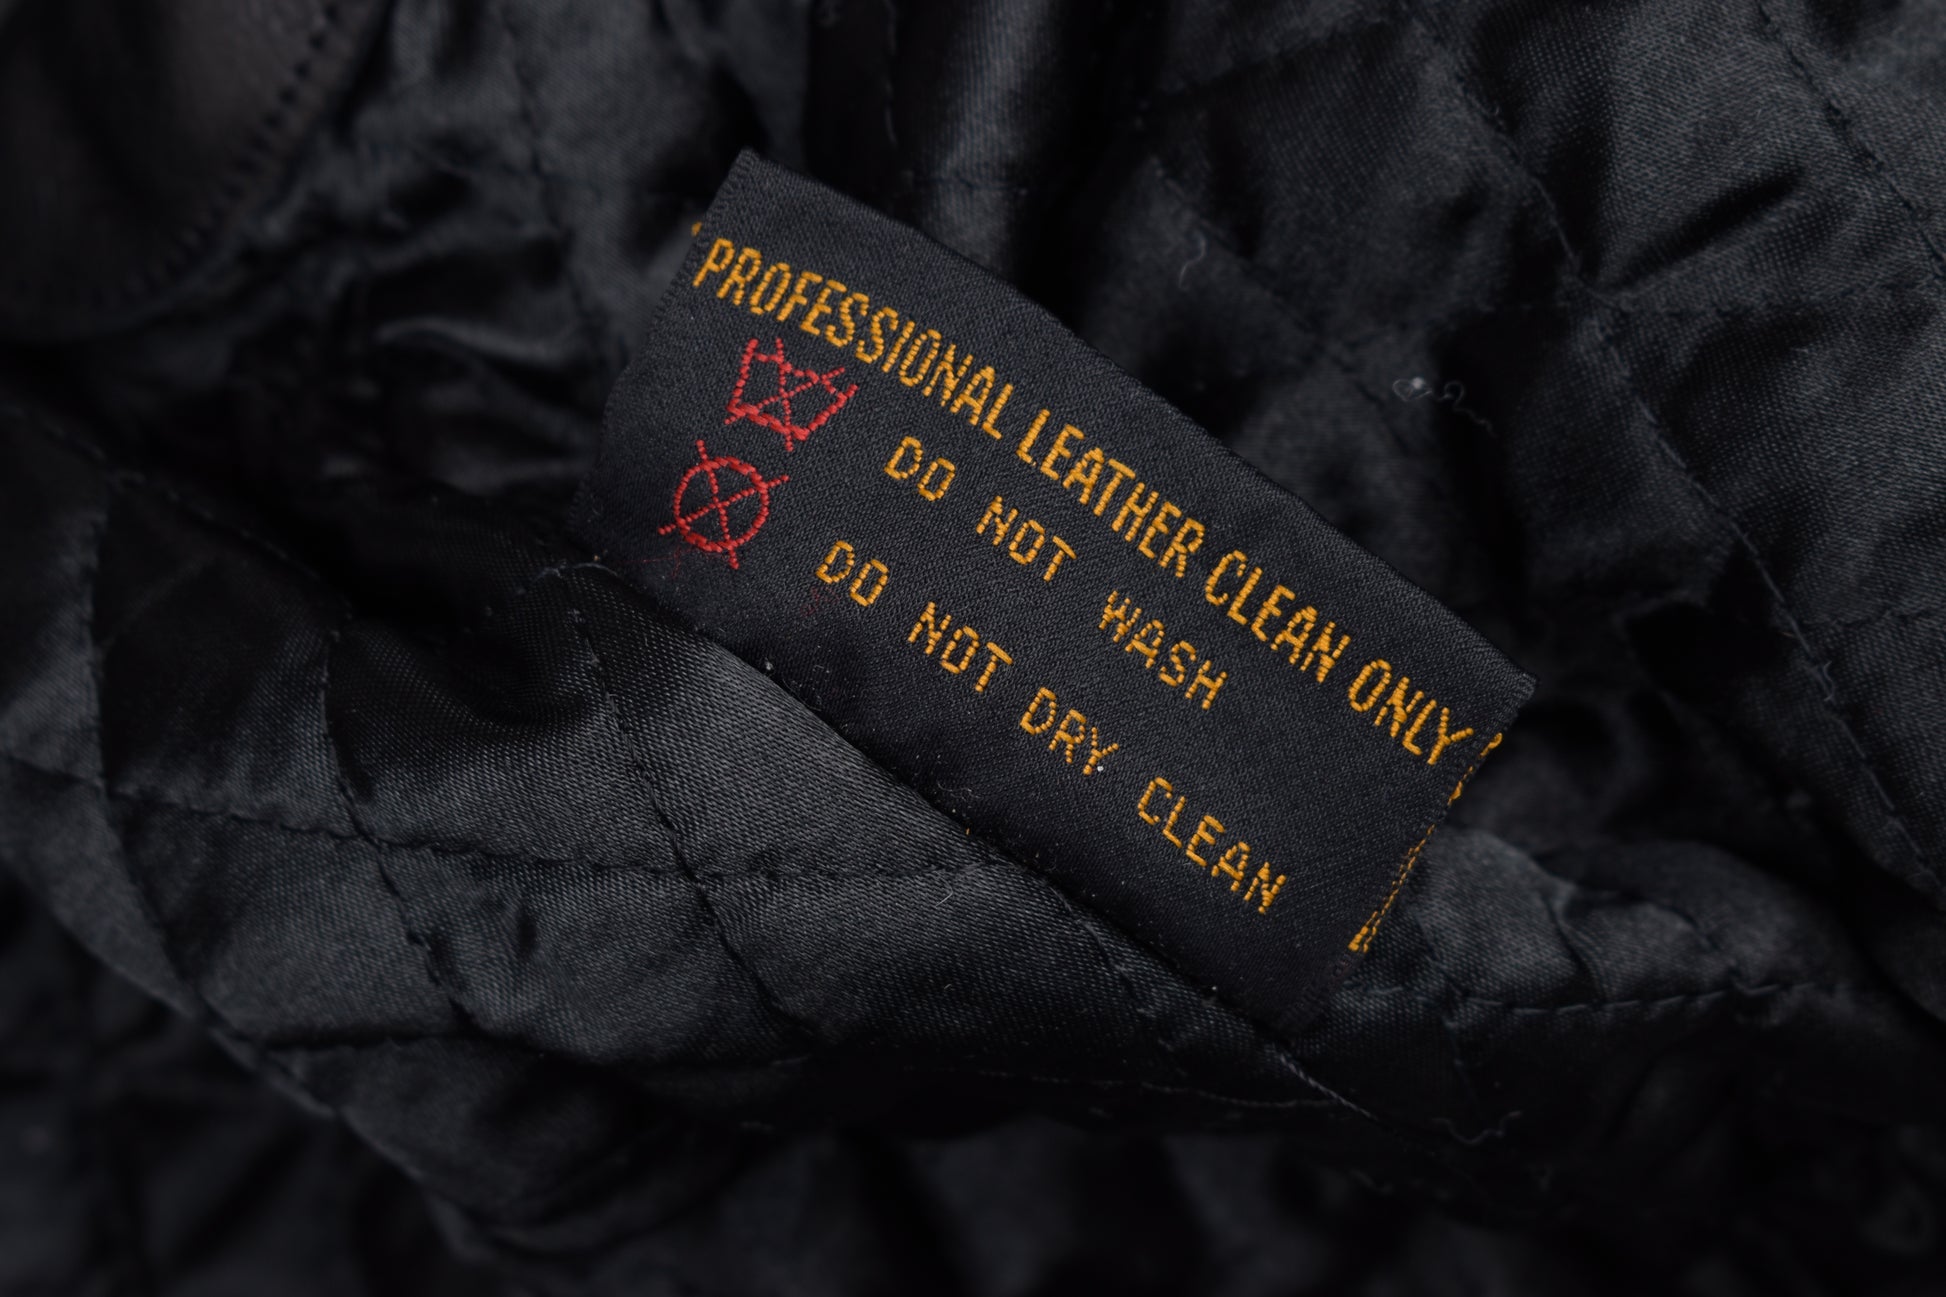 PROFESSIONAL LEATHER CLEAN ONLY
DO NOT WASH
DO NOT DRY CLEAN